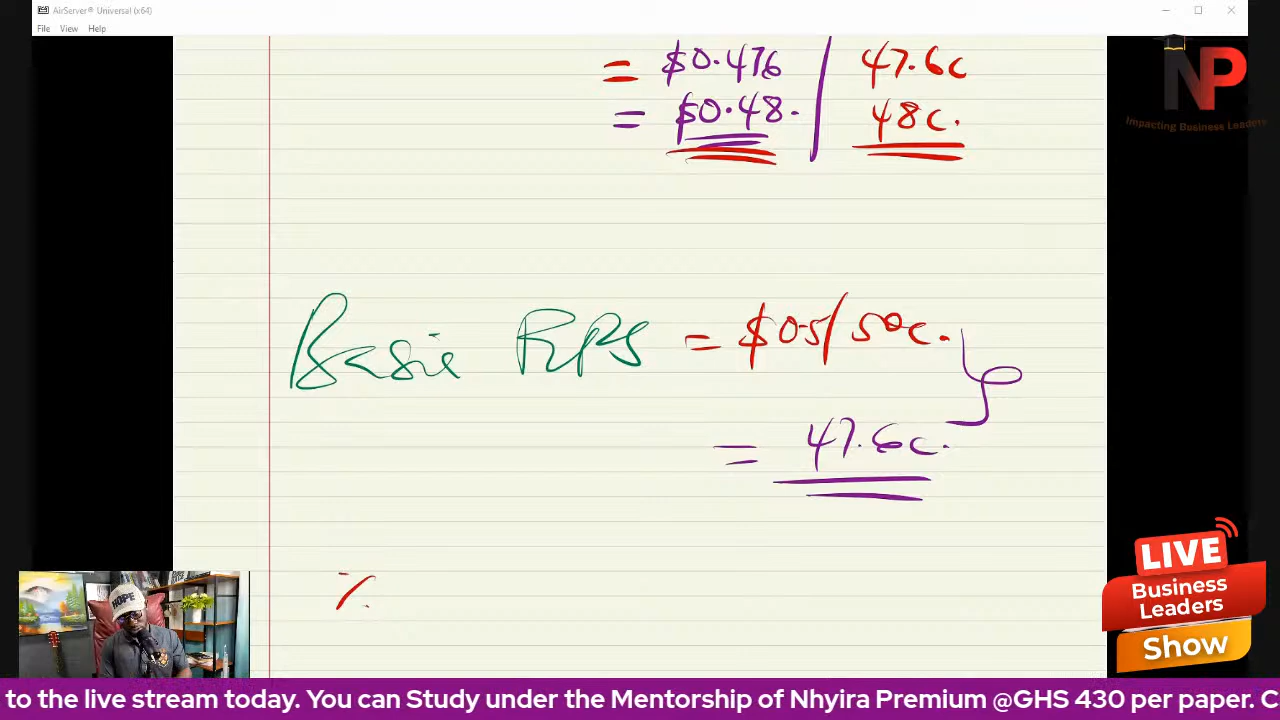 AirServer® Universal (x64)
File View Help
= $0.476 47.6c
= $0.48. 48c.
NP
Impacting Business Leaders
Basic EPS = $0.5/50c.
= 47.6c.
HOPE
LIVE
Business
Leaders
Show
to the live stream today. You can Study under the Mentorship of Nhyira Premium @GHS 430 per paper. C